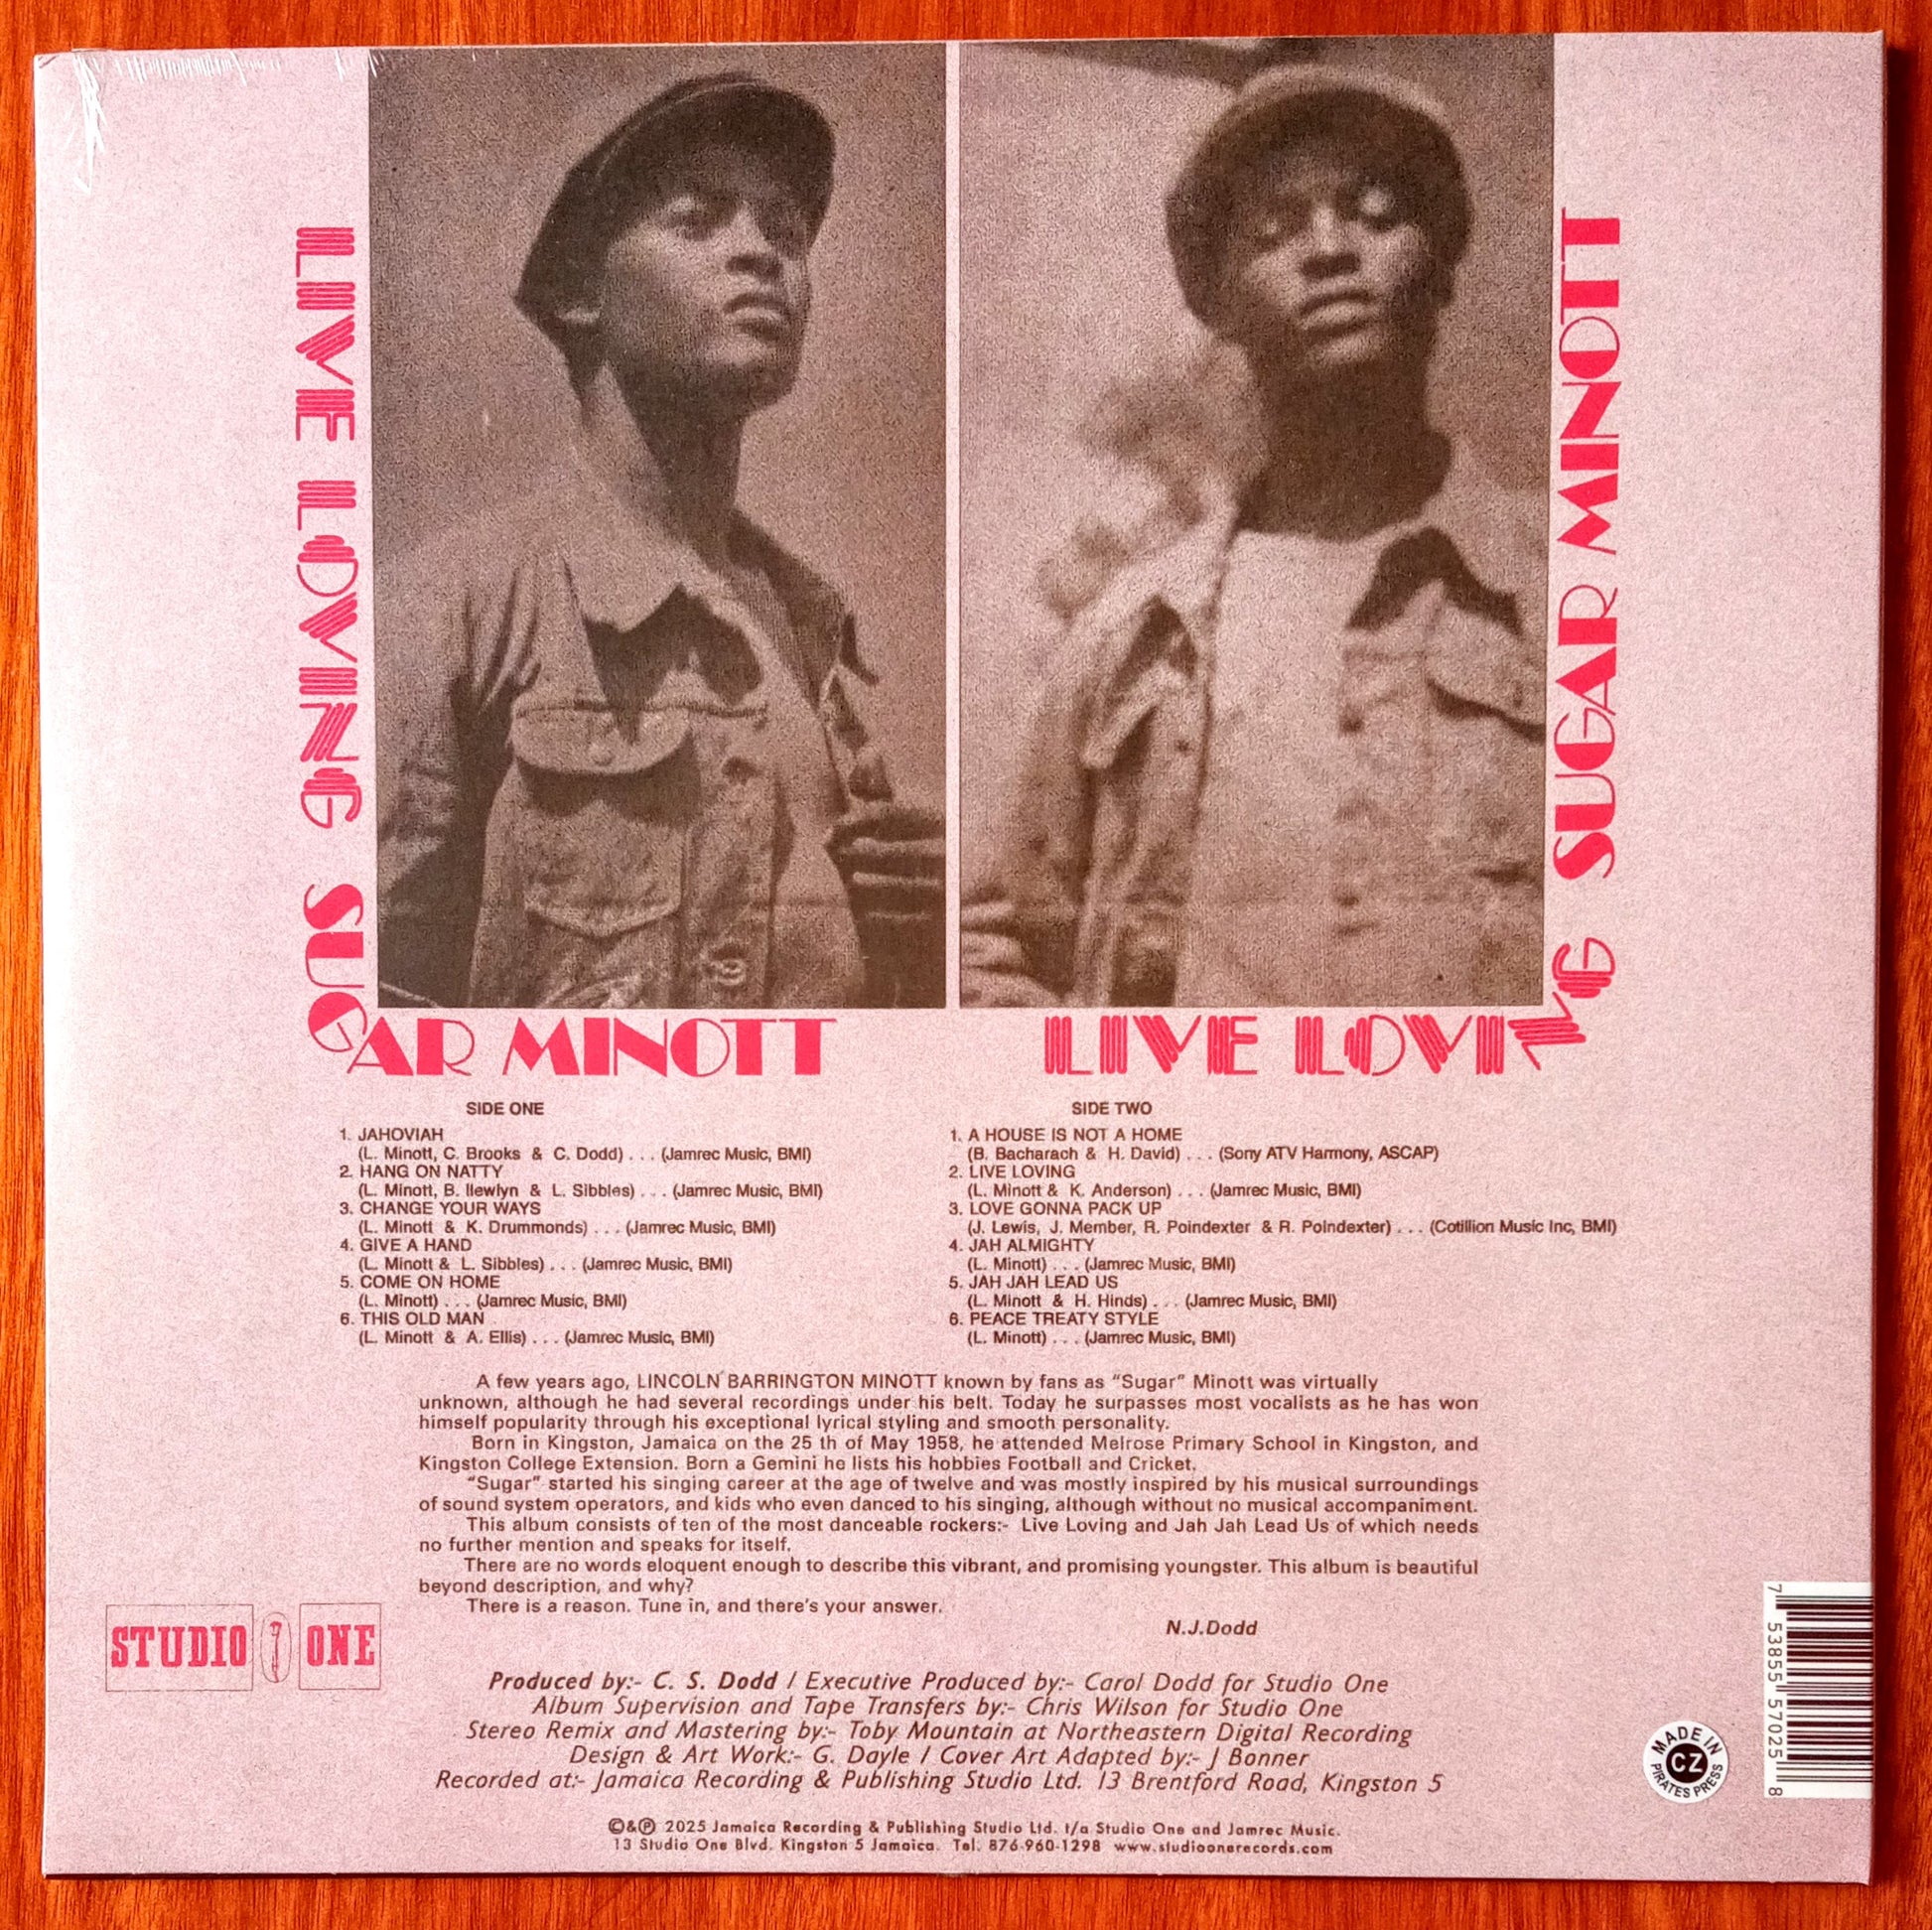 LIVE LOVING SUGAR MINOTT
LIVE LOVING SUGAR MINOTT
SIDE ONE
1. JAHOVIAH
(L. Minott, C. Brooks & C. Dodd) . . . (Jamrec Music, BMI)
2. HANG ON NATTY
(L. Minott, B. llewlyn & L. Sibbles) . . . (Jamrec Music, BMI)
3. CHANGE YOUR WAYS
(L. Minott & K. Drummonds) . . . (Jamrec Music, BMI)
4. GIVE A HAND
(L. Minott & L. Sibbles) . . . (Jamrec Music, BMI)
5. COME ON HOME
(L. Minott) . . . (Jamrec Music, BMI)
6. THIS OLD MAN
(L. Minott & A. Ellis) . . . (Jamrec Music, BMI)
SIDE TWO
1. A HOUSE IS NOT A HOME
(B. Bacharach & H. David) . . . (Sony ATV Harmony, ASCAP)
2. LIVE LOVING
(L. Minott & K. Anderson) . . . (Jamrec Music, BMI)
3. LOVE GONNA PACK UP
(J. Lewis, J. Member, R. Poindexter & R. Poindexter) . . . (Cotillion Music Inc, BMI)
4. JAH ALMIGHTY
(L. Minott) . . . (Jamrec Music, BMI)
5. JAH JAH LEAD US
(L. Minott & H. Hinds) . . . (Jamrec Music, BMI)
6. PEACE TREATY STYLE
(L. Minott) . . . (Jamrec Music, BMI)
A few years ago, LINCOLN BARRINGTON MINOTT known by fans as "Sugar" Minott was virtually
unknown, although he had several recordings under his belt. Today he surpasses most vocalists as he has won
himself popularity through his exceptional lyrical styling and smooth personality.
Born in Kingston, Jamaica on the 25 th of May 1958, he attended Melrose Primary School in Kingston, and
Kingston College Extension. Born a Gemini he lists his hobbies Football and Cricket.
"Sugar" started his singing career at the age of twelve and was mostly inspired by his musical surroundings
of sound system operators, and kids who even danced to his singing, although without no musical accompaniment.
This album consists of ten of the most danceable rockers:- Live Loving and Jah Jah Lead Us of which needs
no further mention and speaks for itself.
There are no words eloquent enough to describe this vibrant, and promising youngster. This album is beautiful
beyond description, and why?
There is a reason. Tune in, and there's your answer.
N.J.Dodd
STUDIO 1 ONE
Produced by:- C. S. Dodd / Executive Produced by:- Carol Dodd for Studio One
Album Supervision and Tape Transfers by:- Chris Wilson for Studio One
Stereo Remix and Mastering by:- Toby Mountain at Northeastern Digital Recording
Design & Art Work:- G. Dayle / Cover Art Adapted by:- J Bonner
Recorded at:- Jamaica Recording & Publishing Studio Ltd. 13 Brentford Road, Kingston 5
©&℗ 2025 Jamaica Recording & Publishing Studio Ltd. t/a Studio One and Jamrec Music.
13 Studio One Blvd. Kingston 5 Jamaica. Tel. 876-960-1298 www.studioonerecords.com
MADE IN
CZ
PIRATES PRESS
7 53855 57025 8